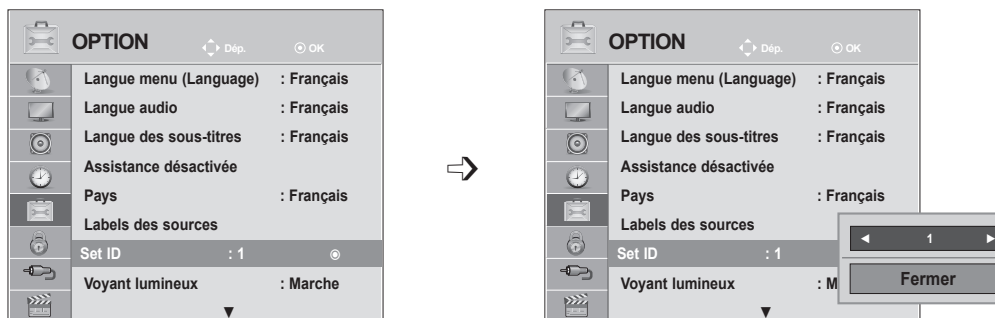 OPTION Dép. OK
Langue menu (Language) : Français
Langue audio : Français
Langue des sous-titres : Français
Assistance désactivée
Pays : Français
Labels des sources
Set ID : 1
Voyant lumineux : Marche
OPTION Dép. OK
Langue menu (Language) : Français
Langue audio : Français
Langue des sous-titres : Français
Assistance désactivée
Pays : Français
Labels des sources
Set ID : 1
Voyant lumineux : M
◄ 1 ►
Fermer